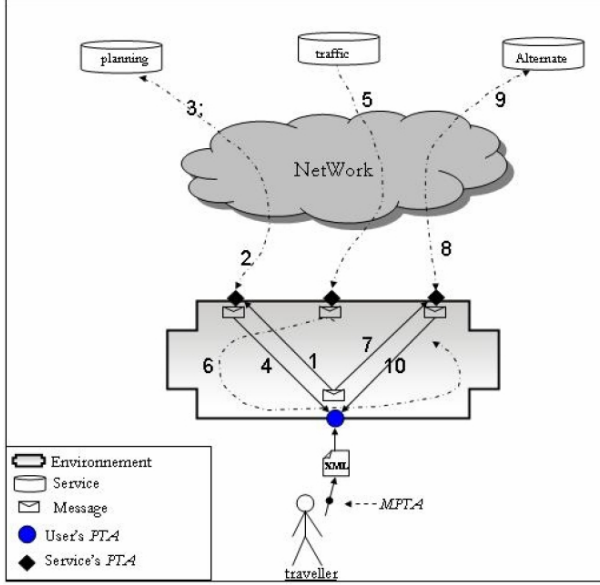 planning
traffic
Alternate
3;
5
9
NetWork
2
8
6
4
1
7
10
XML
MPTA
traveller
Environnement
Service
Message
User's PTA
Service's PTA